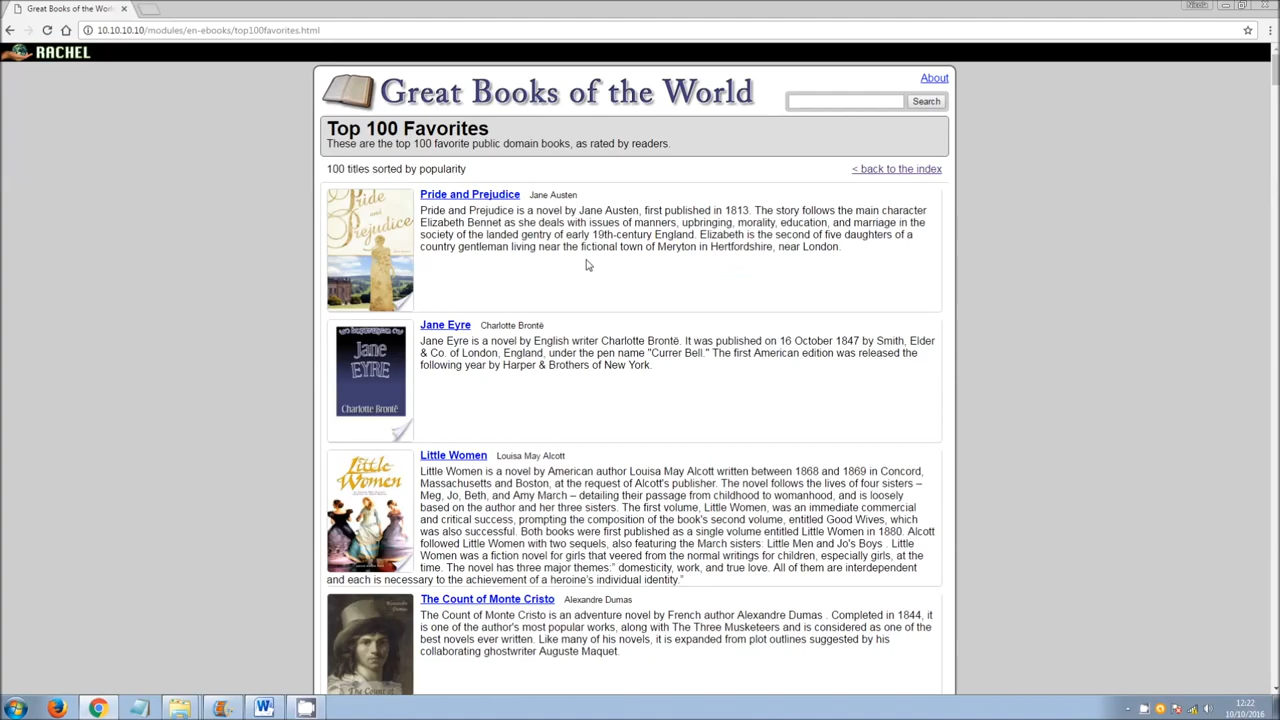 Great Books of the Wor
Nicola
10.10.10.10/modules/en-ebooks/top100favorites.html
RACHEL
Great Books of the World
About
Search
Top 100 Favorites
These are the top 100 favorite public domain books, as rated by readers.
100 titles sorted by popularity
< back to the index
Pride and Prejudice
Pride and Prejudice Jane Austen
Pride and Prejudice is a novel by Jane Austen, first published in 1813. The story follows the main character
Elizabeth Bennet as she deals with issues of manners, upbringing, morality, education, and marriage in the
society of the landed gentry of early 19th-century England. Elizabeth is the second of five daughters of a
country gentleman living near the fictional town of Meryton in Hertfordshire, near London.
Jane
EYRE
Charlotte Brontë
Jane Eyre Charlotte Brontë
Jane Eyre is a novel by English writer Charlotte Brontë. It was published on 16 October 1847 by Smith, Elder
& Co. of London, England, under the pen name "Currer Bell." The first American edition was released the
following year by Harper & Brothers of New York.
Little
Women
Little Women Louisa May Alcott
Little Women is a novel by American author Louisa May Alcott written between 1868 and 1869 in Concord,
Massachusetts and Boston, at the request of Alcott's publisher. The novel follows the lives of four sisters –
Meg, Jo, Beth, and Amy March – detailing their passage from childhood to womanhood, and is loosely
based on the author and her three sisters. The first volume, Little Women, was an immediate commercial
and critical success, prompting the composition of the book's second volume, entitled Good Wives, which
was also successful. Both books were first published as a single volume entitled Little Women in 1880. Alcott
followed Little Women with two sequels, also featuring the March sisters: Little Men and Jo's Boys . Little
Women was a fiction novel for girls that veered from the normal writings for children, especially girls, at the
time. The novel has three major themes:" domesticity, work, and true love. All of them are interdependent
and each is necessary to the achievement of a heroine's individual identity."
Alexandre
Dumas
The Count of
The Count of Monte Cristo Alexandre Dumas
The Count of Monte Cristo is an adventure novel by French author Alexandre Dumas . Completed in 1844, it
is one of the author's most popular works, along with The Three Musketeers and is considered as one of the
best novels ever written. Like many of his novels, it is expanded from plot outlines suggested by his
collaborating ghostwriter Auguste Maquet.
12:22
10/10/2016